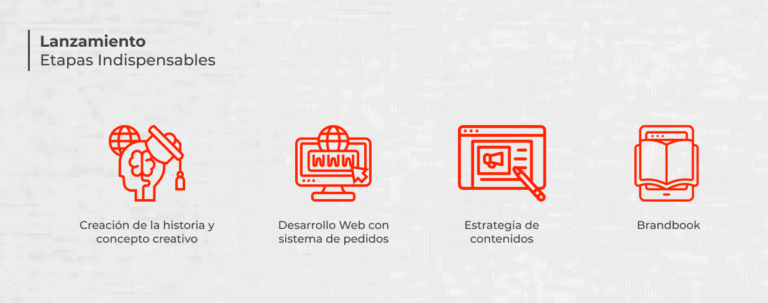 Lanzamiento
Etapas Indispensables
WWW
Creación de la historia y
concepto creativo
Desarrollo Web con
sistema de pedidos
Estrategia de
contenidos
Brandbook